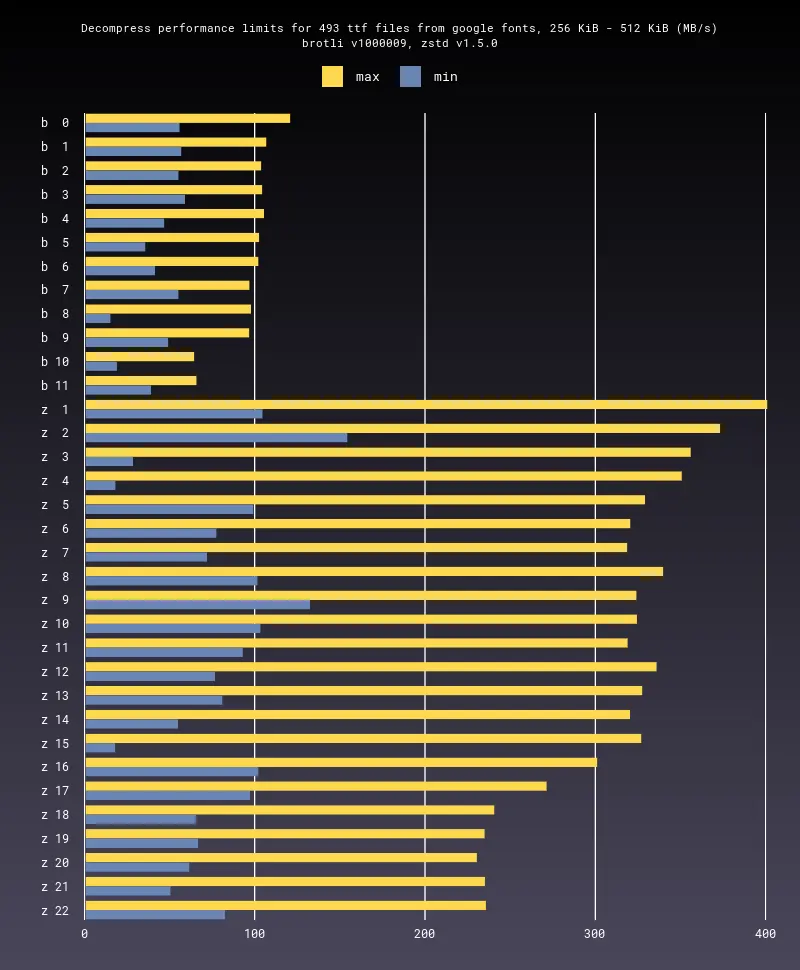 Decompress performance limits for 493 ttf files from google fonts, 256 KiB - 512 KiB (MB/s)
brotli v1000009, zstd v1.5.0
max min
b 0
b 1
b 2
b 3
b 4
b 5
b 6
b 7
b 8
b 9
b 10
b 11
z 1
z 2
z 3
z 4
z 5
z 6
z 7
z 8
z 9
z 10
z 11
z 12
z 13
z 14
z 15
z 16
z 17
z 18
z 19
z 20
z 21
z 22
0 100 200 300 400